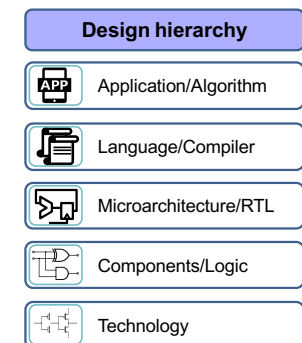 Design hierarchy
APP
Application/Algorithm
Language/Compiler
Microarchitecture/RTL
Components/Logic
Technology